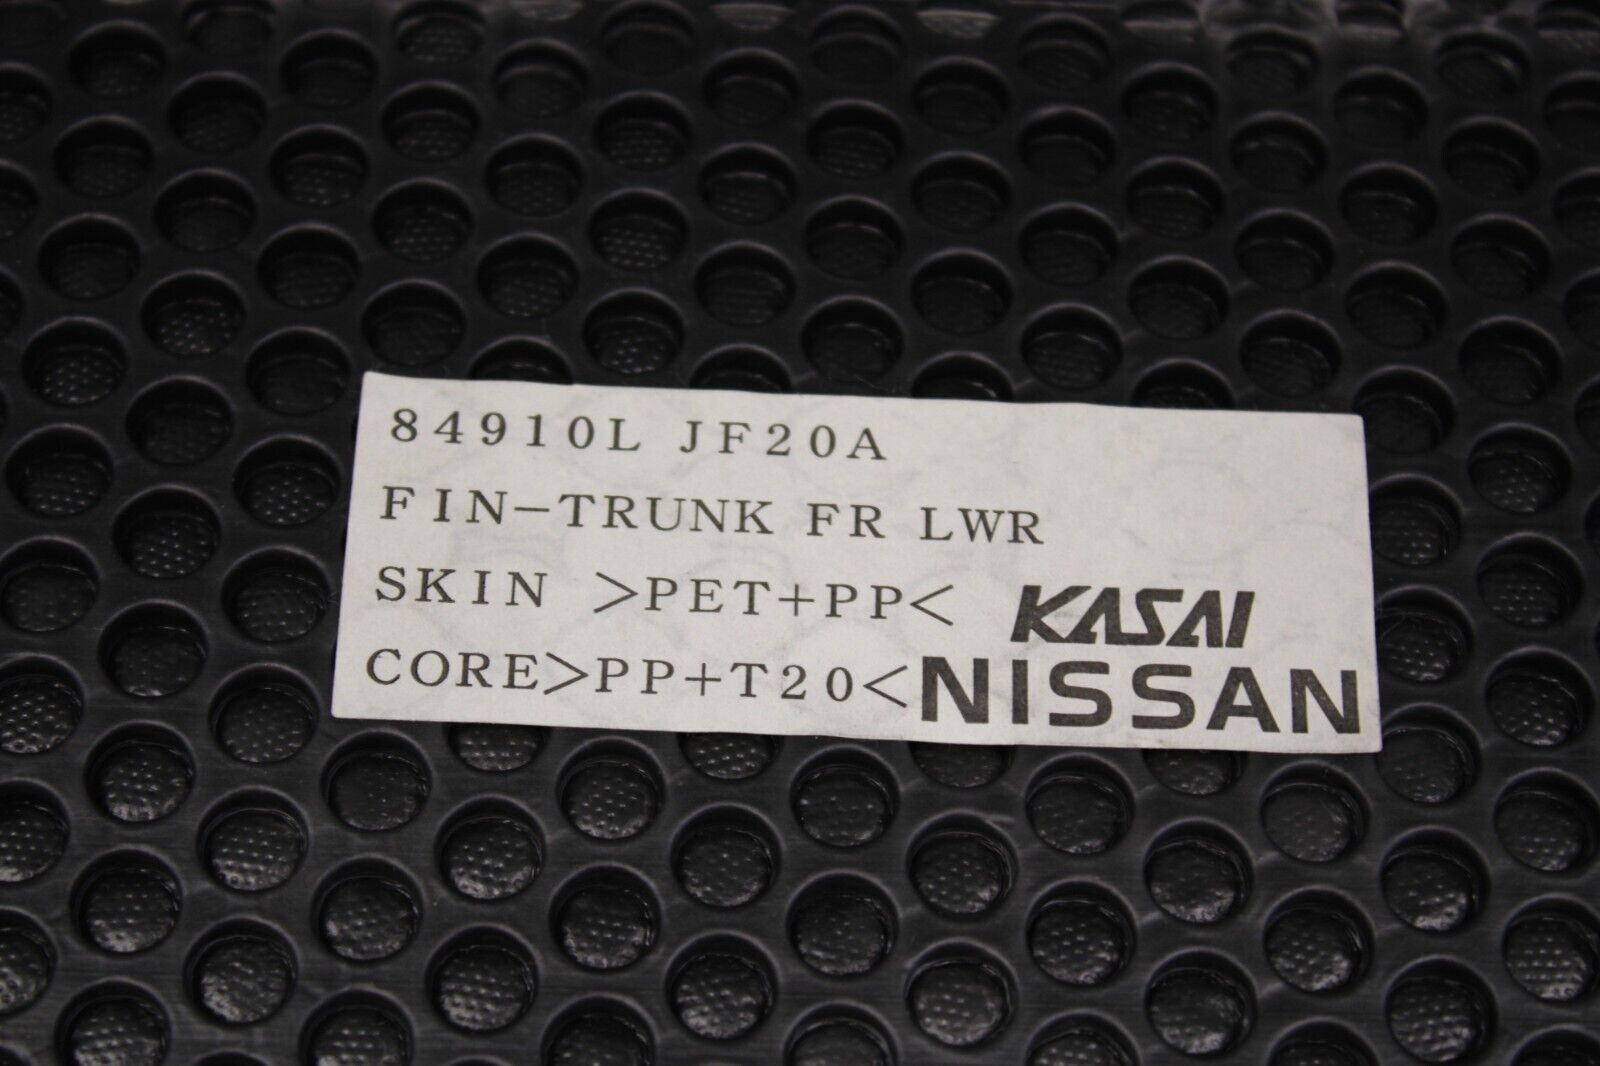 84910L JF20A
FIN-TRUNK FR LWR
SKIN >PET+PP<
KASAI
CORE>PP+T20<
NISSAN